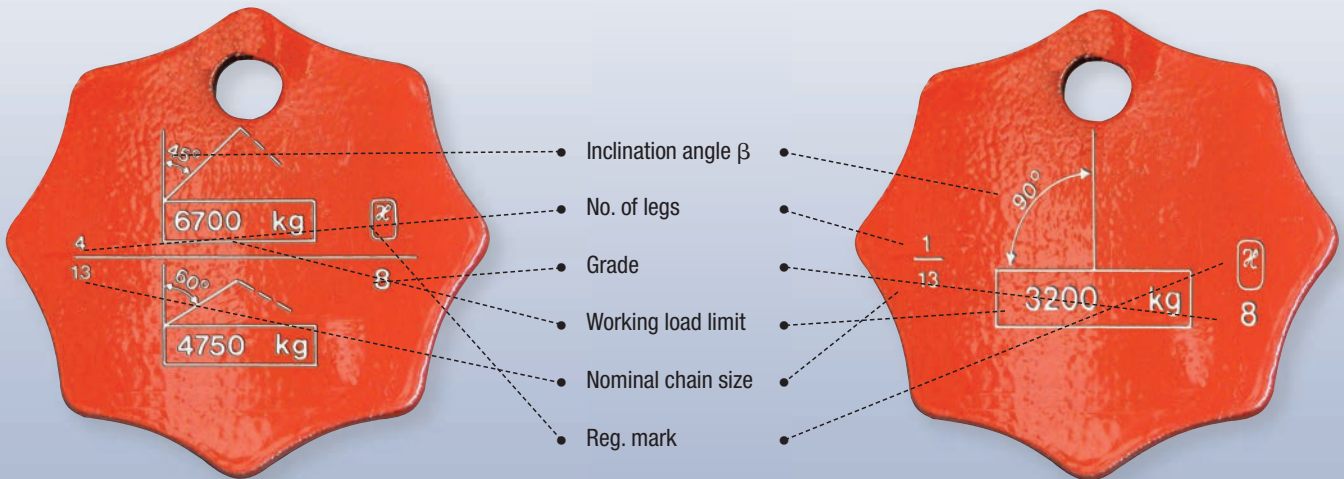 45°
6700 kg
4
13
8
60°
4750 kg
Inclination angle β
No. of legs
Grade
Working load limit
Nominal chain size
Reg. mark
90°
1
13
3200 kg
8